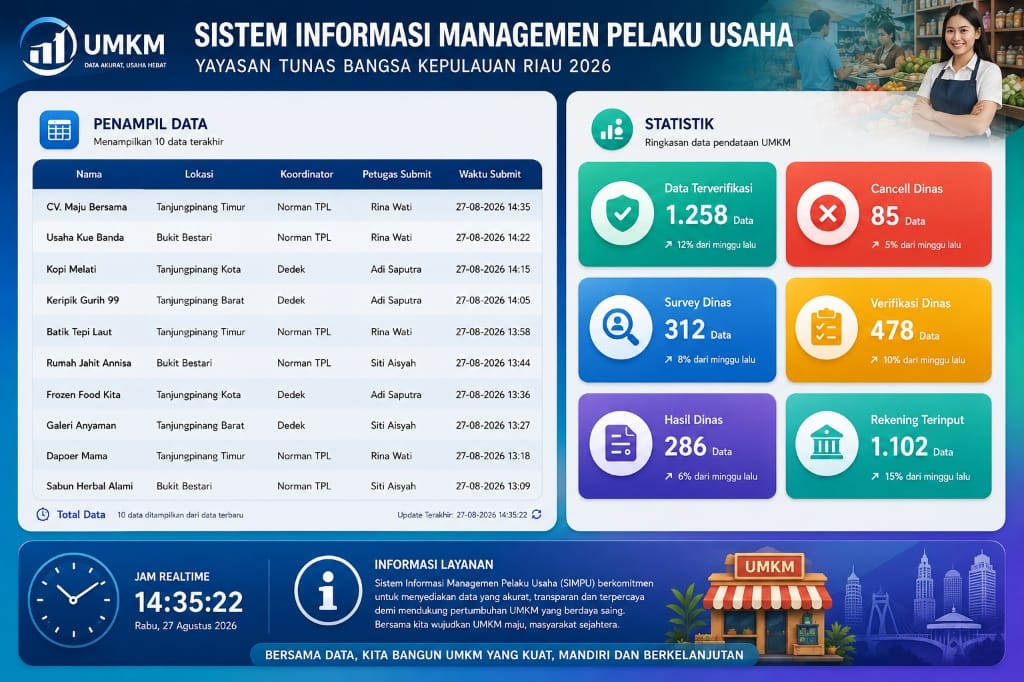 UMKM
DATA AKURAT, USAHA HEBAT
SISTEM INFORMASI MANAGEMEN PELAKU USAHA
YAYASAN TUNAS BANGSA KEPULAUAN RIAU 2026
PENAMPIL DATA
Menampilkan 10 data terakhir
Nama Lokasi Koordinator Petugas Submit Waktu Submit
CV. Maju Bersama Tanjungpinang Timur Norman TPL Rina Wati 27-08-2026 14:35
Usaha Kue Banda Bukit Bestari Norman TPL Rina Wati 27-08-2026 14:22
Kopi Melati Tanjungpinang Kota Dedek Adi Saputra 27-08-2026 14:15
Keripik Gurih 99 Tanjungpinang Barat Dedek Adi Saputra 27-08-2026 14:05
Batik Tepi Laut Tanjungpinang Timur Norman TPL Rina Wati 27-08-2026 13:58
Rumah Jahit Annisa Bukit Bestari Norman TPL Siti Aisyah 27-08-2026 13:44
Frozen Food Kita Tanjungpinang Kota Dedek Adi Saputra 27-08-2026 13:36
Galeri Anyaman Tanjungpinang Barat Dedek Siti Aisyah 27-08-2026 13:27
Dapoer Mama Tanjungpinang Timur Norman TPL Rina Wati 27-08-2026 13:18
Sabun Herbal Alami Bukit Bestari Norman TPL Siti Aisyah 27-08-2026 13:09
Total Data 10 data ditampilkan dari data terbaru Update Terakhir: 27-08-2026 14:35:22
STATISTIK
Ringkasan data pendataan UMKM
Data Terverifikasi
1.258 Data
↗ 12% dari minggu lalu
Cancell Dinas
85 Data
↗ 5% dari minggu lalu
Survey Dinas
312 Data
↗ 8% dari minggu lalu
Verifikasi Dinas
478 Data
↗ 10% dari minggu lalu
Hasil Dinas
286 Data
↗ 6% dari minggu lalu
Rekening Terinput
1.102 Data
↗ 15% dari minggu lalu
JAM REALTIME
14:35:22
Rabu, 27 Agustus 2026
INFORMASI LAYANAN
Sistem Informasi Managemen Pelaku Usaha (SIMPU) berkomitmen
untuk menyediakan data yang akurat, transparan dan terpercaya
demi mendukung pertumbuhan UMKM yang berdaya saing.
Bersama kita wujudkan UMKM maju, masyarakat sejahtera.
UMKM
BERSAMA DATA, KITA BANGUN UMKM YANG KUAT, MANDIRI DAN BERKELANJUTAN